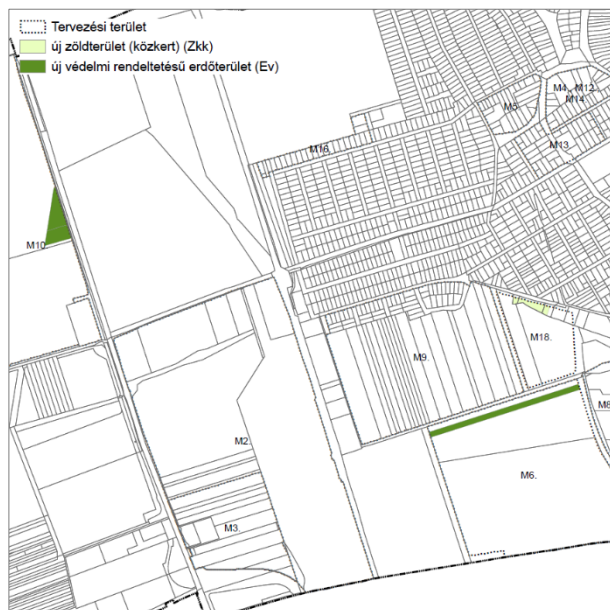 Tervezési terület
új zöldterület (közkert) (Zkk)
új védelmi rendeltetésű erdőterület (Ev)
M4. M12.
M14.
M5.
M13.
M16.
M10.
M18.
M9.
M8
M2.
M6.
M3.